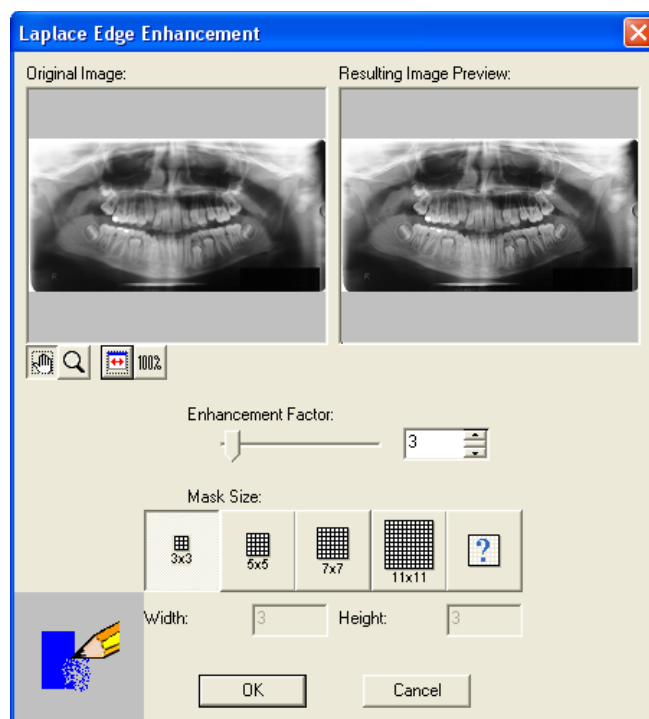 Laplace Edge Enhancement
Original Image: Resulting Image Preview:
R R
100%
Enhancement Factor:
3
Mask Size:
3x3 5x5 7x7 11x11 ?
Width: 3 Height: 3
OK Cancel